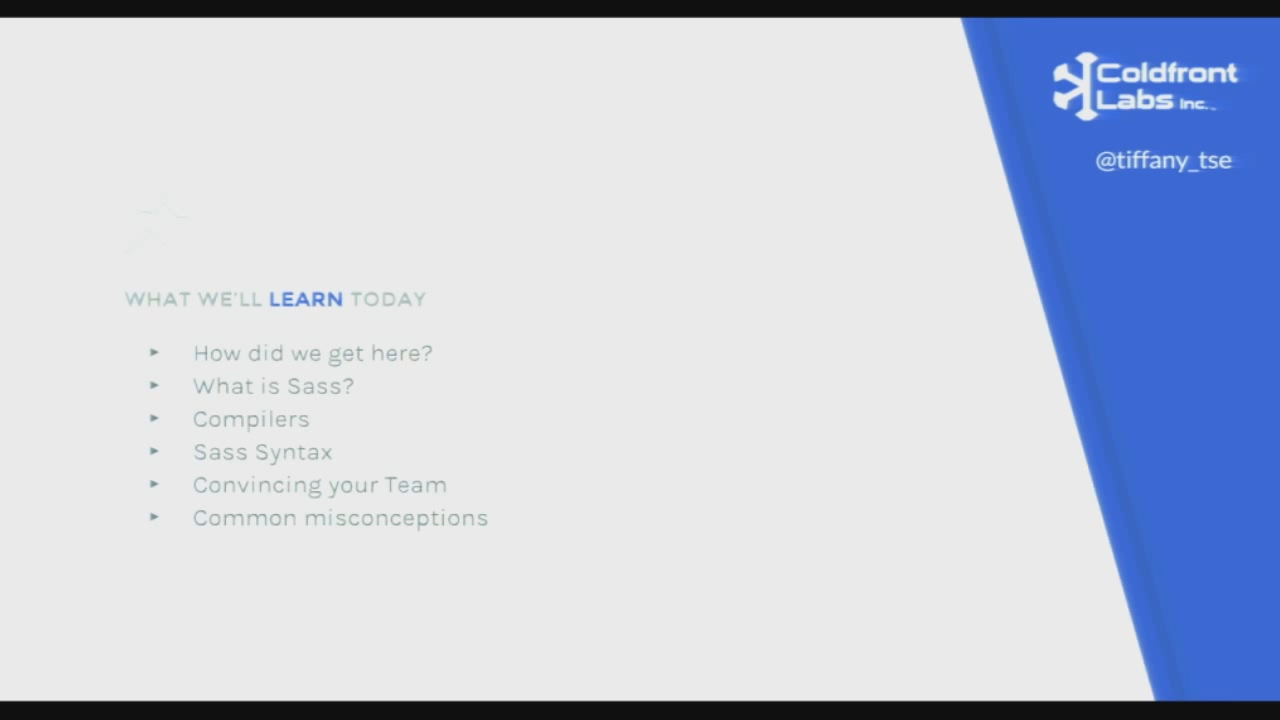 Coldfront
Labs Inc.
@tiffany_tse
WHAT WE'LL LEARN TODAY
► How did we get here?
► What is Sass?
► Compilers
► Sass Syntax
► Convincing your Team
► Common misconceptions